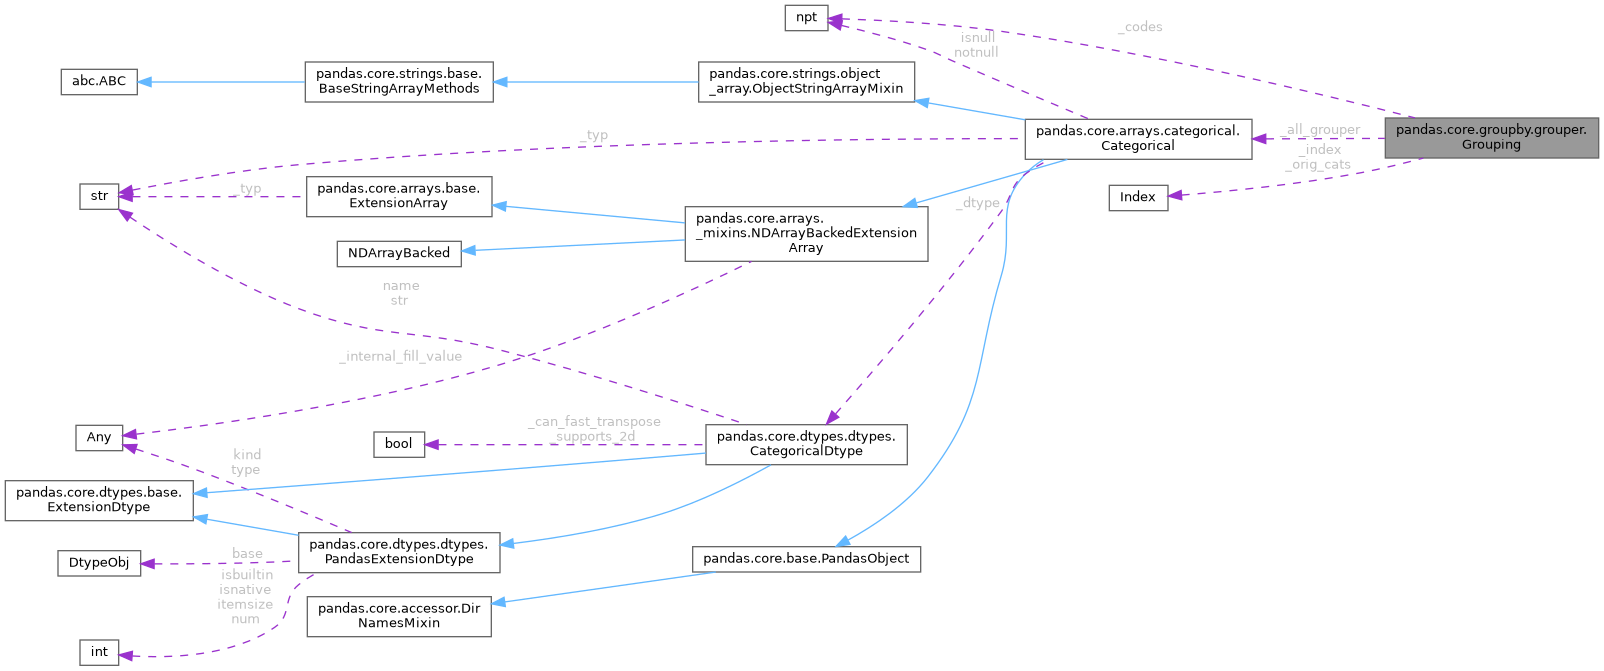 npt
_codes
isnull
notnull
abc.ABC
pandas.core.strings.base.
BaseStringArrayMethods
pandas.core.strings.object
_array.ObjectStringArrayMixin
pandas.core.arrays.categorical.
Categorical
_all_grouper
pandas.core.groupby.grouper.
Grouping
_typ
_index
_orig_cats
str
_typ
pandas.core.arrays.base.
ExtensionArray
Index
_dtype
pandas.core.arrays.
_mixins.NDArrayBackedExtension
Array
NDArrayBacked
name
str
_internal_fill_value
Any
bool
_can_fast_transpose
_supports_2d
pandas.core.dtypes.dtypes.
CategoricalDtype
kind
type
pandas.core.dtypes.base.
ExtensionDtype
pandas.core.dtypes.dtypes.
PandasExtensionDtype
DtypeObj
base
pandas.core.base.PandasObject
isbuiltin
isnative
itemsize
num
pandas.core.accessor.Dir
NamesMixin
int